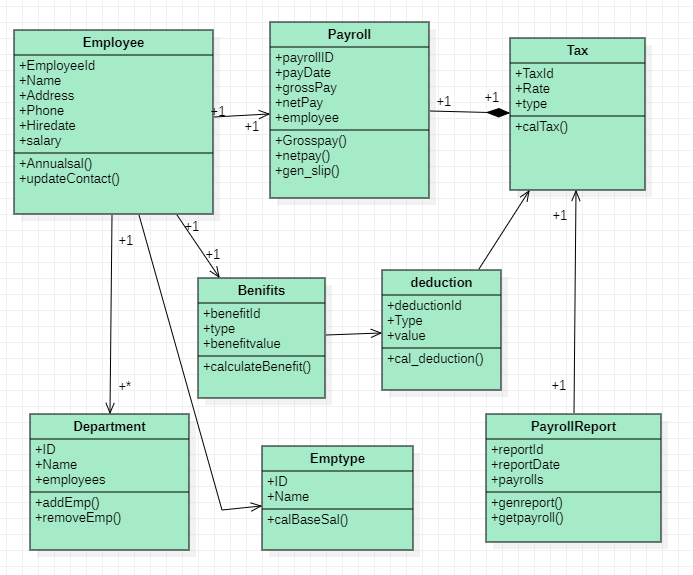 Employee
+EmployeeId
+Name
+Address
+Phone
+Hiredate
+salary
+Annualsal()
+updateContact()
+1
+1
Payroll
+payrollID
+payDate
+grossPay
+netPay
+employee
+Grosspay()
+netpay()
+gen_slip()
+1
+1
Tax
+TaxId
+Rate
+type
+calTax()
+1
+*
+1
+1
Benifits
+benefitId
+type
+benefitvalue
+calculateBenefit()
deduction
+deductionId
+Type
+value
+cal_deduction()
+1
+1
Department
+ID
+Name
+employees
+addEmp()
+removeEmp()
Emptype
+ID
+Name
+calBaseSal()
PayrollReport
+reportId
+reportDate
+payrolls
+genreport()
+getpayroll()